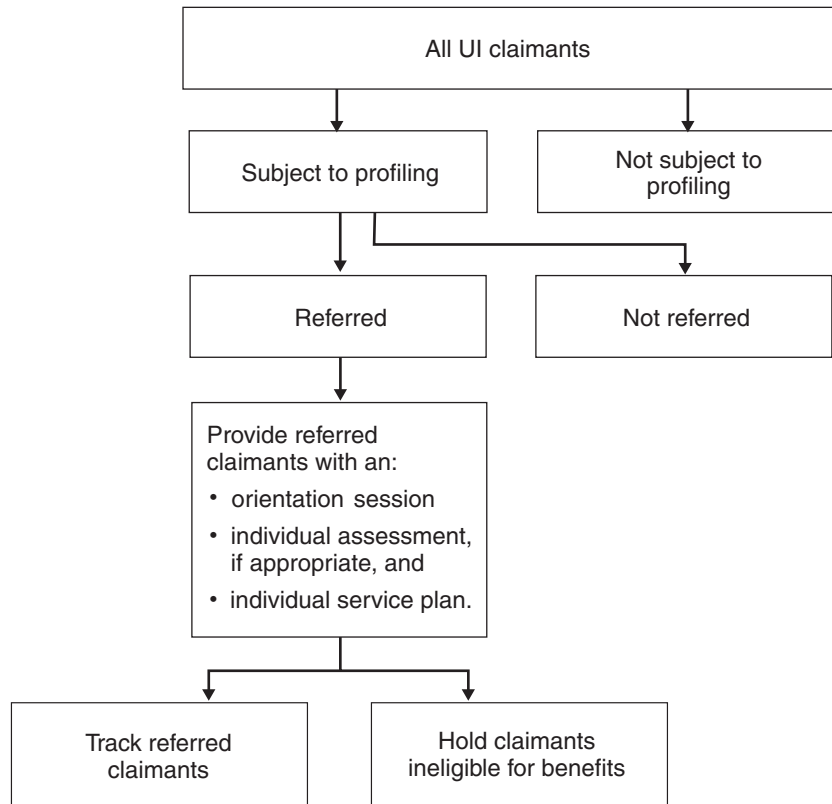 All UI claimants
Subject to profiling
Not subject to
profiling
Referred
Not referred
Provide referred
claimants with an:
• orientation session
• individual assessment,
if appropriate, and
• individual service plan.
Track referred
claimants
Hold claimants
ineligible for benefits